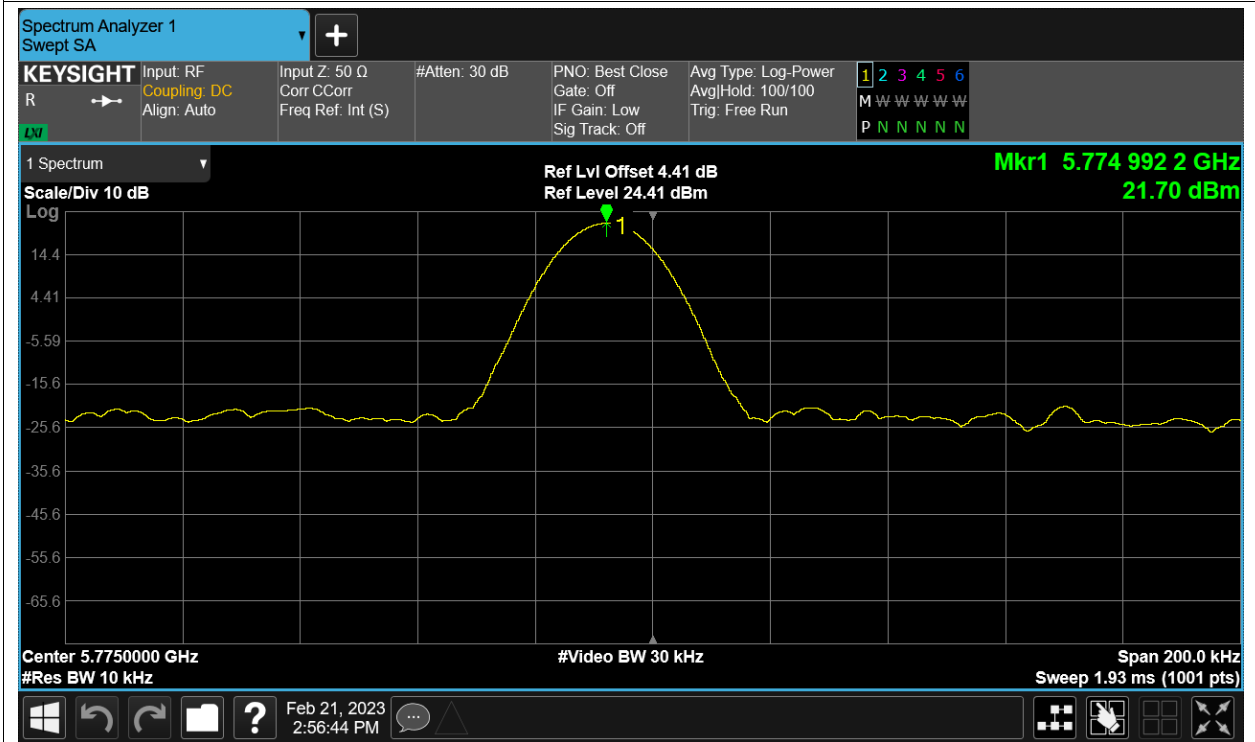 Spectrum Analyzer 1
Swept SA
+
KEYSIGHT
R
LXI
Input: RF
Coupling: DC
Align: Auto
Input Z: 50 Ω
Corr CCorr
Freq Ref: Int (S)
#Atten: 30 dB
PNO: Best Close
Gate: Off
IF Gain: Low
Sig Track: Off
Avg Type: Log-Power
Avg|Hold: 100/100
Trig: Free Run
1 2 3 4 5 6
M W W W W W
P N N N N N
1 Spectrum
Scale/Div 10 dB
Log
Ref Lvl Offset 4.41 dB
Ref Level 24.41 dBm
Mkr1 5.774 992 2 GHz
21.70 dBm
1
14.4
4.41
-5.59
-15.6
-25.6
-35.6
-45.6
-55.6
-65.6
Center 5.7750000 GHz
#Res BW 10 kHz
#Video BW 30 kHz
Span 200.0 kHz
Sweep 1.93 ms (1001 pts)
?
Feb 21, 2023
2:56:44 PM